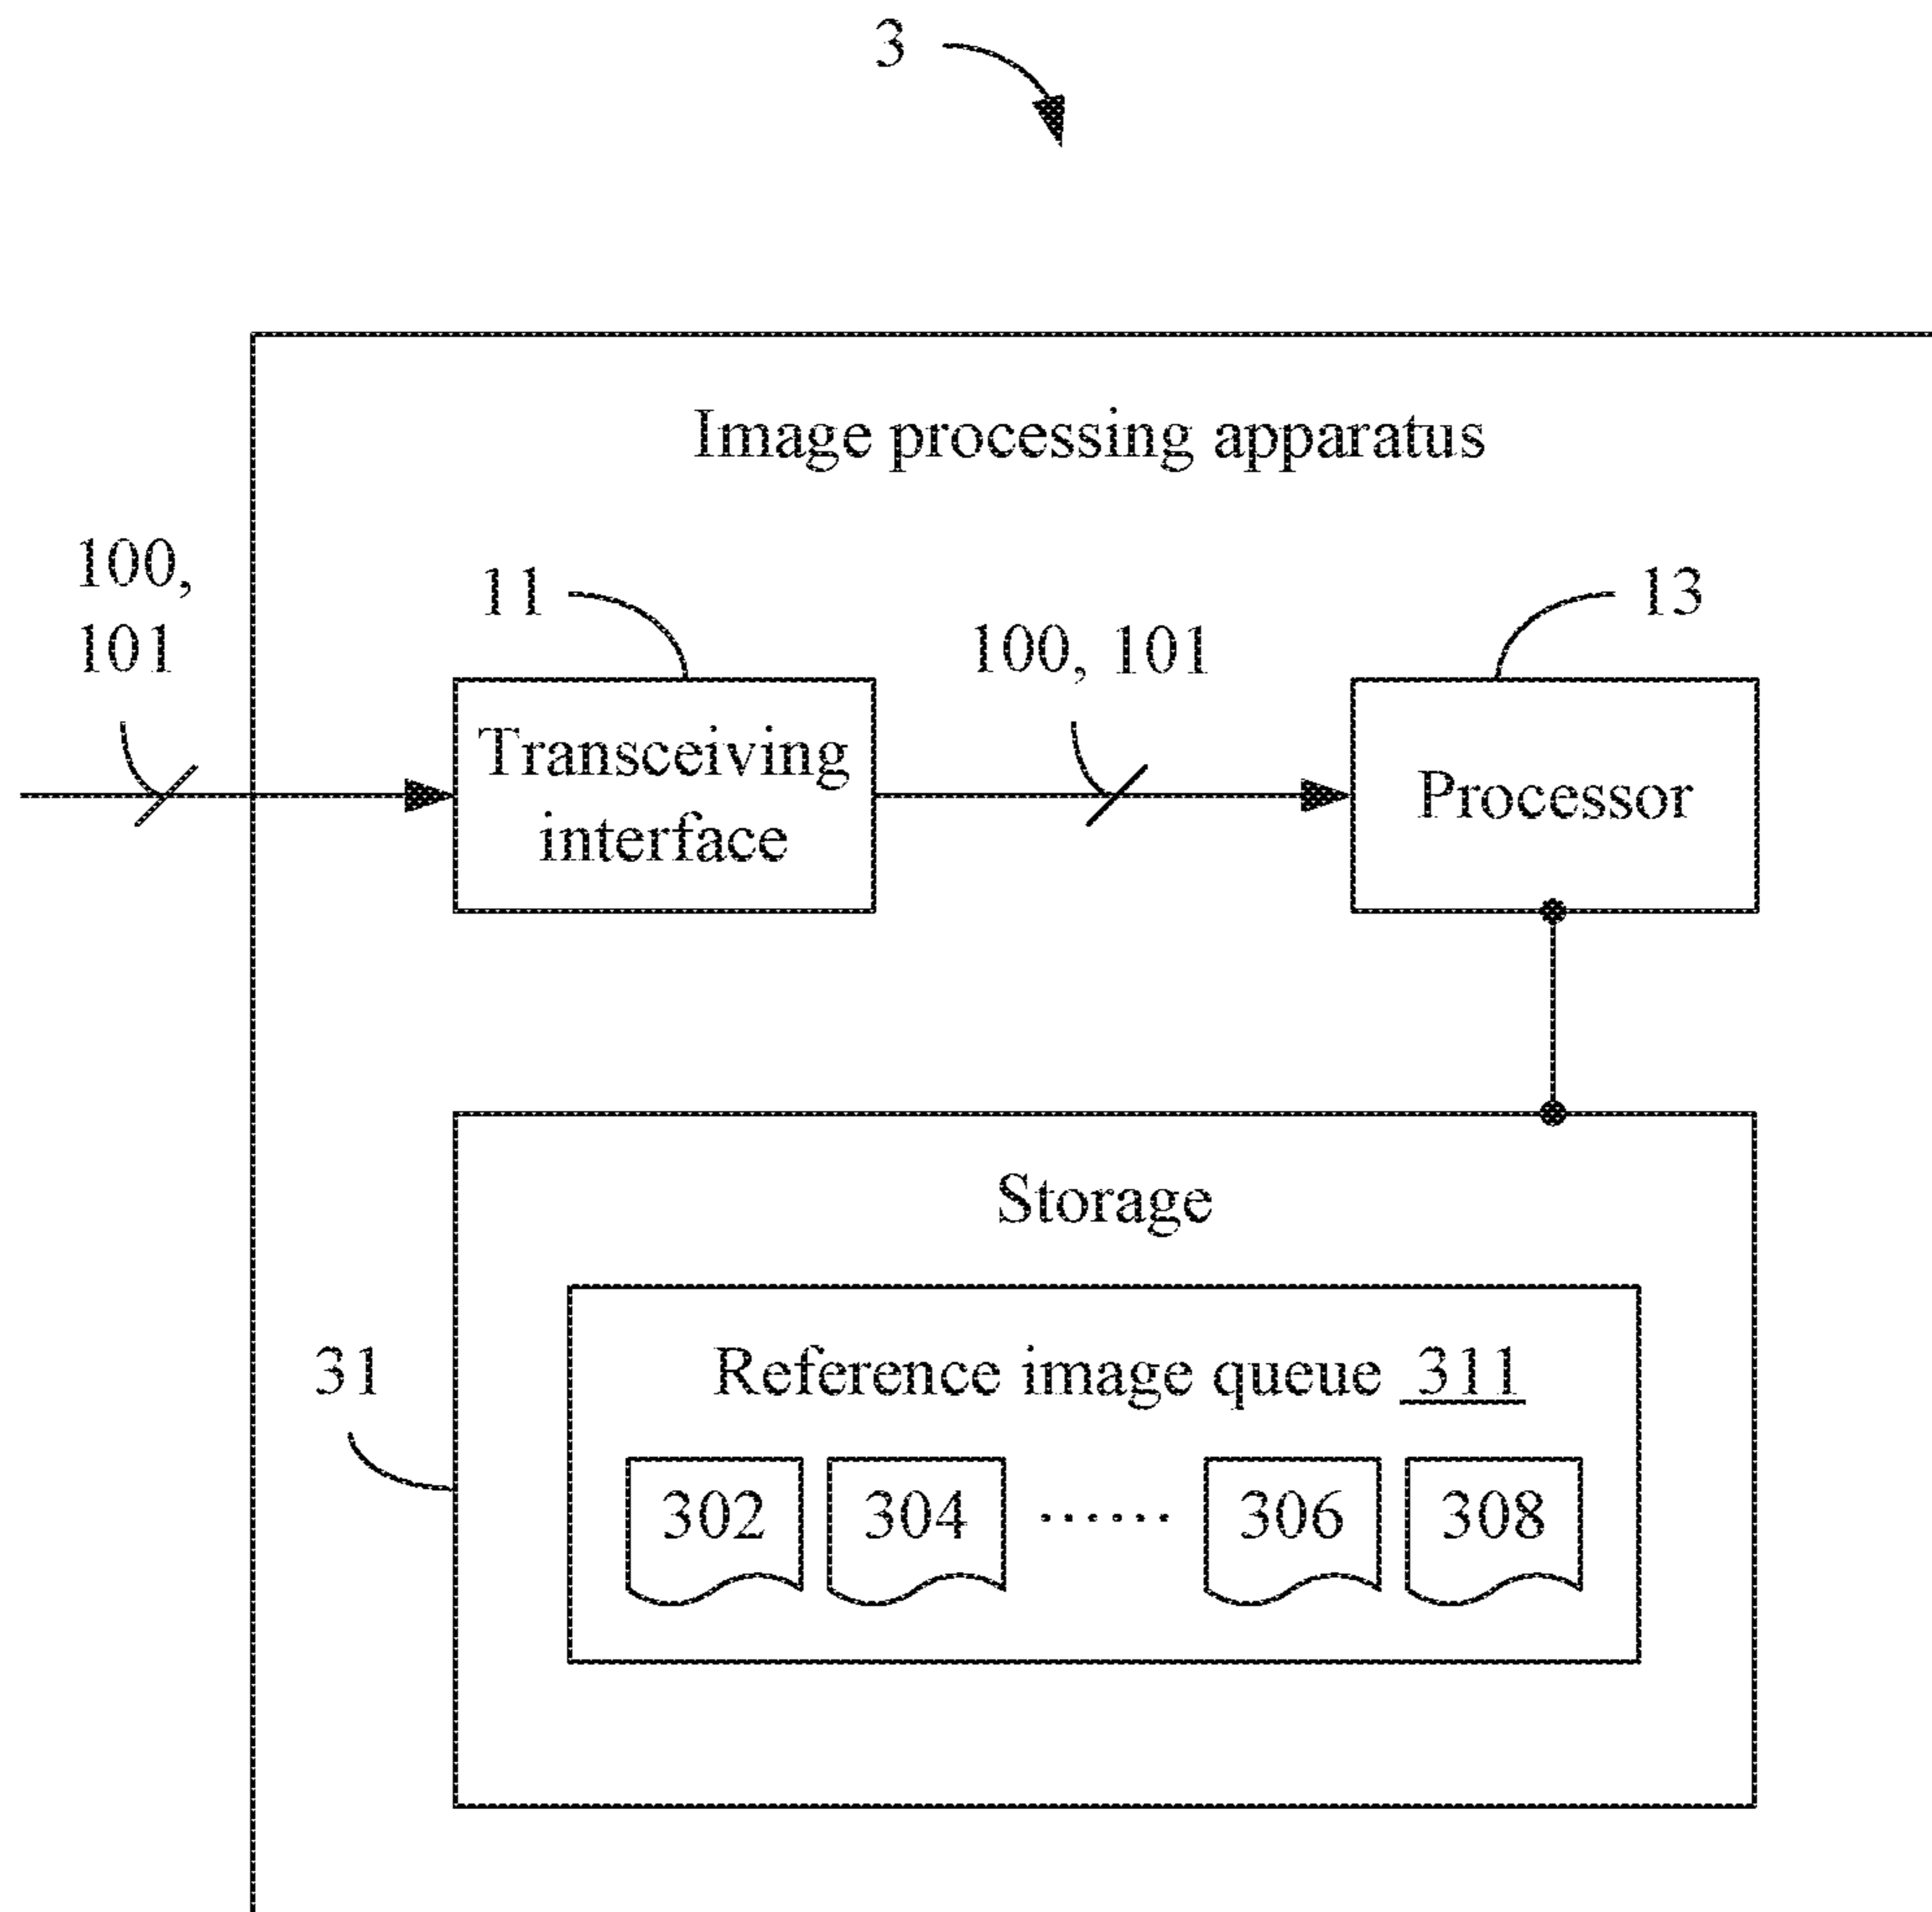 3
Image processing apparatus
100,
101
11
100, 101
13
Transceiving
interface
Processor
Storage
31
Reference image queue 311
302 304 ...... 306 308